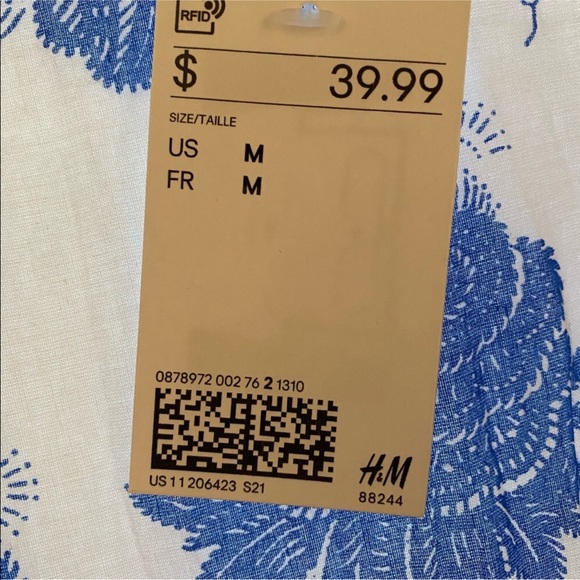 RFID
$ 39.99
SIZE/TAILLE
US M
FR M
0878972 002 76 2 1310
US 11 206423 S21
H&M
88244